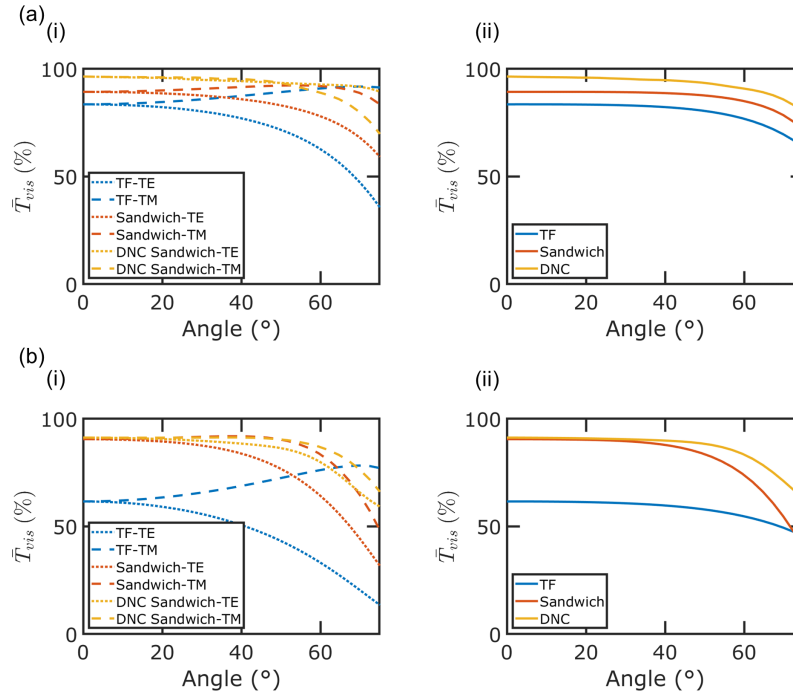 (a)
(i)
(ii)
100
50
0
T̄vis (%)
TF-TE
TF-TM
Sandwich-TE
Sandwich-TM
DNC Sandwich-TE
DNC Sandwich-TM
0 20 40 60
Angle (°)
100
50
0
T̄vis (%)
TF
Sandwich
DNC
0 20 40 60
Angle (°)
(b)
(i)
(ii)
100
50
0
T̄vis (%)
TF-TE
TF-TM
Sandwich-TE
Sandwich-TM
DNC Sandwich-TE
DNC Sandwich-TM
0 20 40 60
Angle (°)
100
50
0
T̄vis (%)
TF
Sandwich
DNC
0 20 40 60
Angle (°)